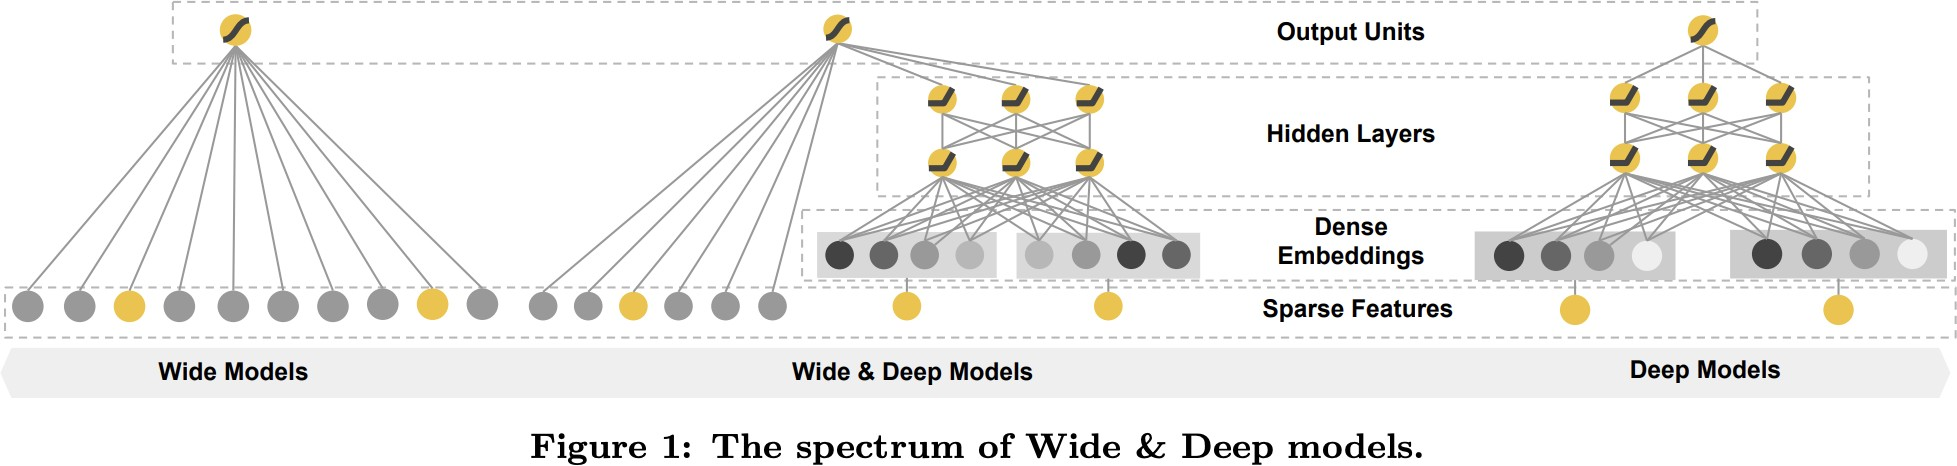 Output Units
Hidden Layers
Dense
Embeddings
Sparse Features
Wide Models
Wide & Deep Models
Deep Models
Figure 1: The spectrum of Wide & Deep models.